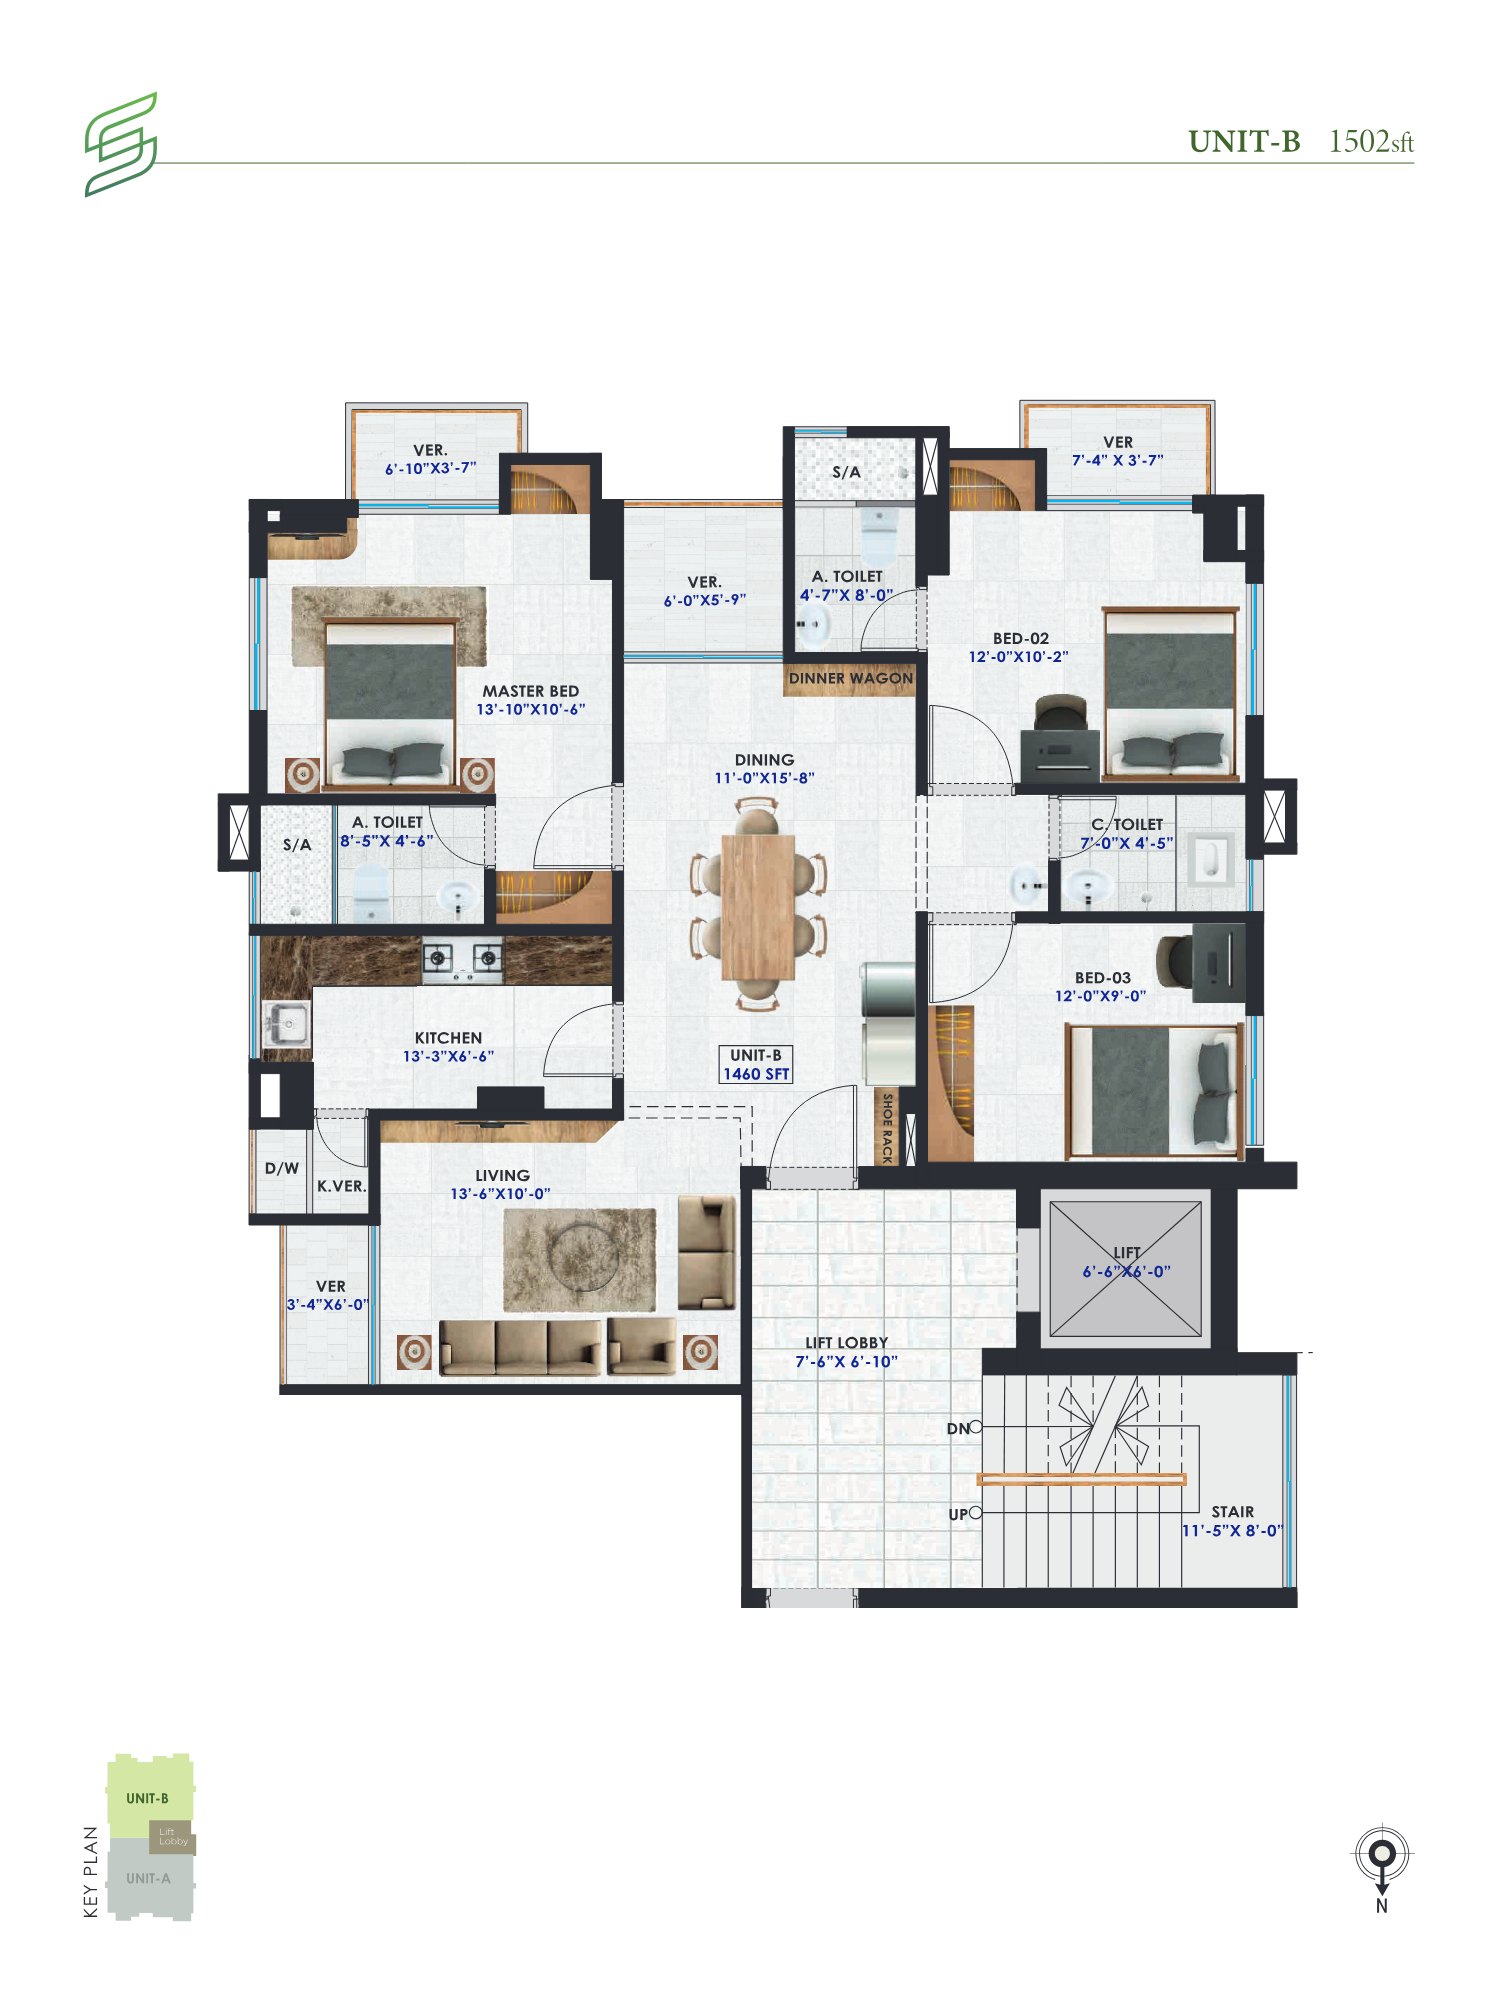 UNIT-B 1502sft
VER.
6'-10"X3'-7"
S/A
VER
7'-4" X 3'-7"
VER.
6'-0"X5'-9"
A. TOILET
4'-7"X 8'-0"
BED-02
12'-0"X10'-2"
MASTER BED
13'-10"X10'-6"
DINNER WAGON
DINING
11'-0"X15'-8"
S/A
A. TOILET
8'-5"X 4'-6"
C. TOILET
7'-0"X 4'-5"
BED-03
12'-0"X9'-0"
KITCHEN
13'-3"X6'-6"
UNIT-B
1460 SFT
SHOE RACK
D/W
K.VER.
LIVING
13'-6"X10'-0"
VER
3'-4"X6'-0"
LIFT
6'-6"X6'-0"
LIFT LOBBY
7'-6"X 6'-10"
DN
UP
STAIR
11'-5"X 8'-0"
KEY PLAN
UNIT-B
Lift
Lobby
UNIT-A
N